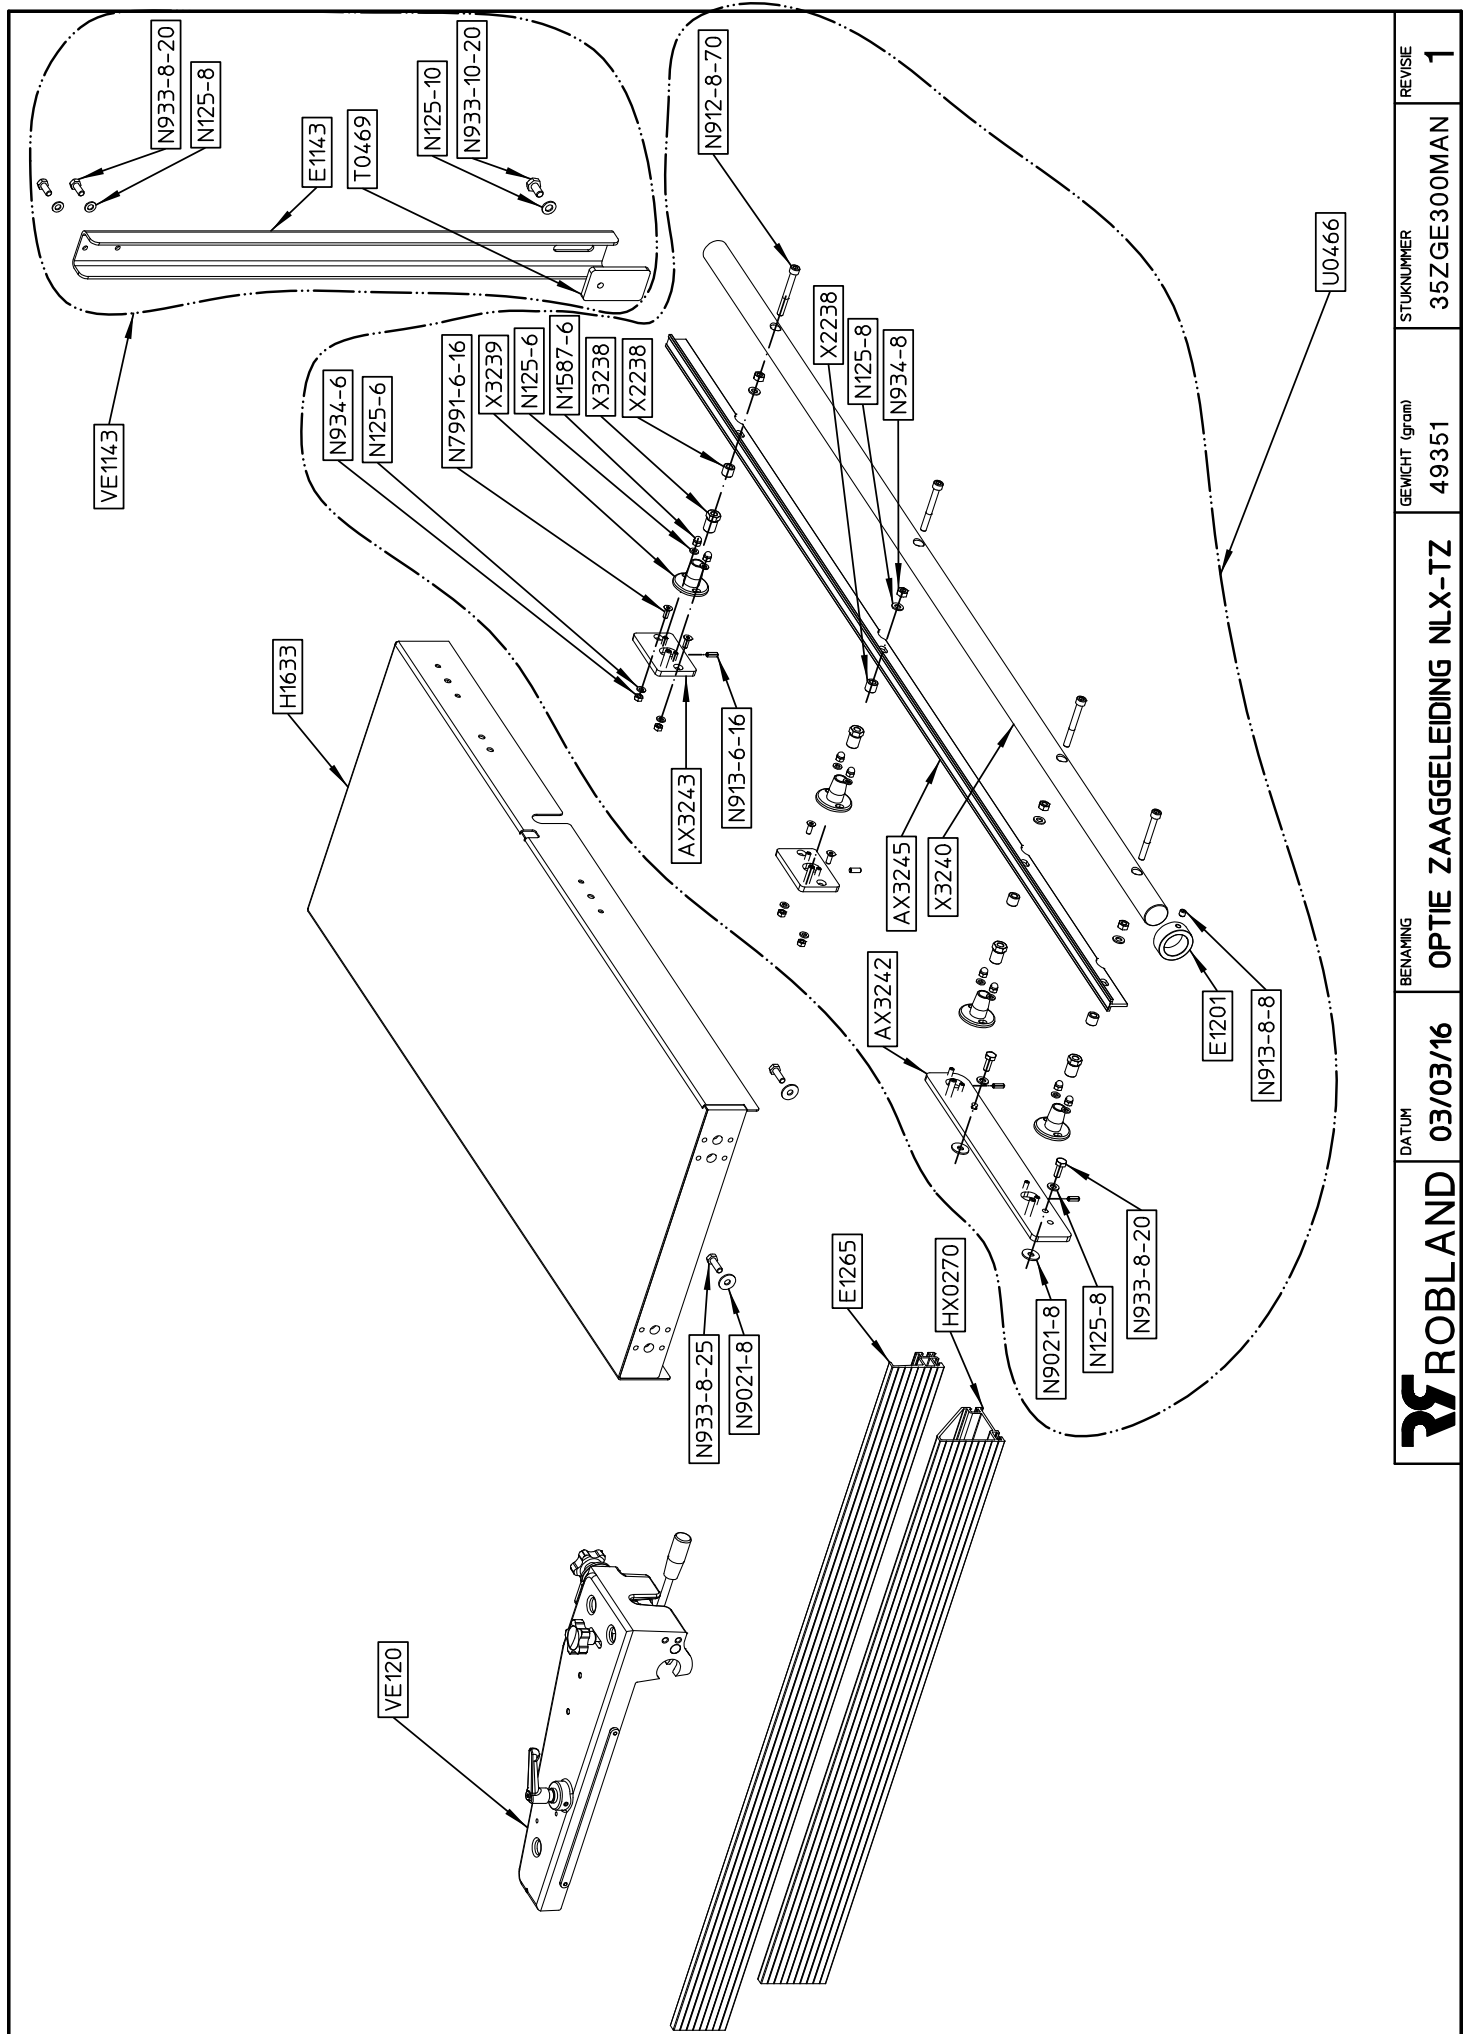 VE120
E1265
HX0270
H1633
N933-8-25
N9021-8
VE1143
N933-8-20
N125-8
E1143
T0469
N125-10
N933-10-20
N934-6
N125-6
N7991-6-16
X3239
N125-6
N1587-6
X3238
X2238
N912-8-70
AX3243
N913-6-16
X2238
N125-8
N934-8
AX3245
X3240
AX3242
E1201
N913-8-8
N9021-8
N125-8
N933-8-20
U0466
ROBLAND
DATUM
03/03/16
BENAMING
OPTIE ZAAGGELEIDING NLX-TZ
GEWICHT (gram)
49351
STUKNUMMER
35ZGE300MAN
REVISIE
1